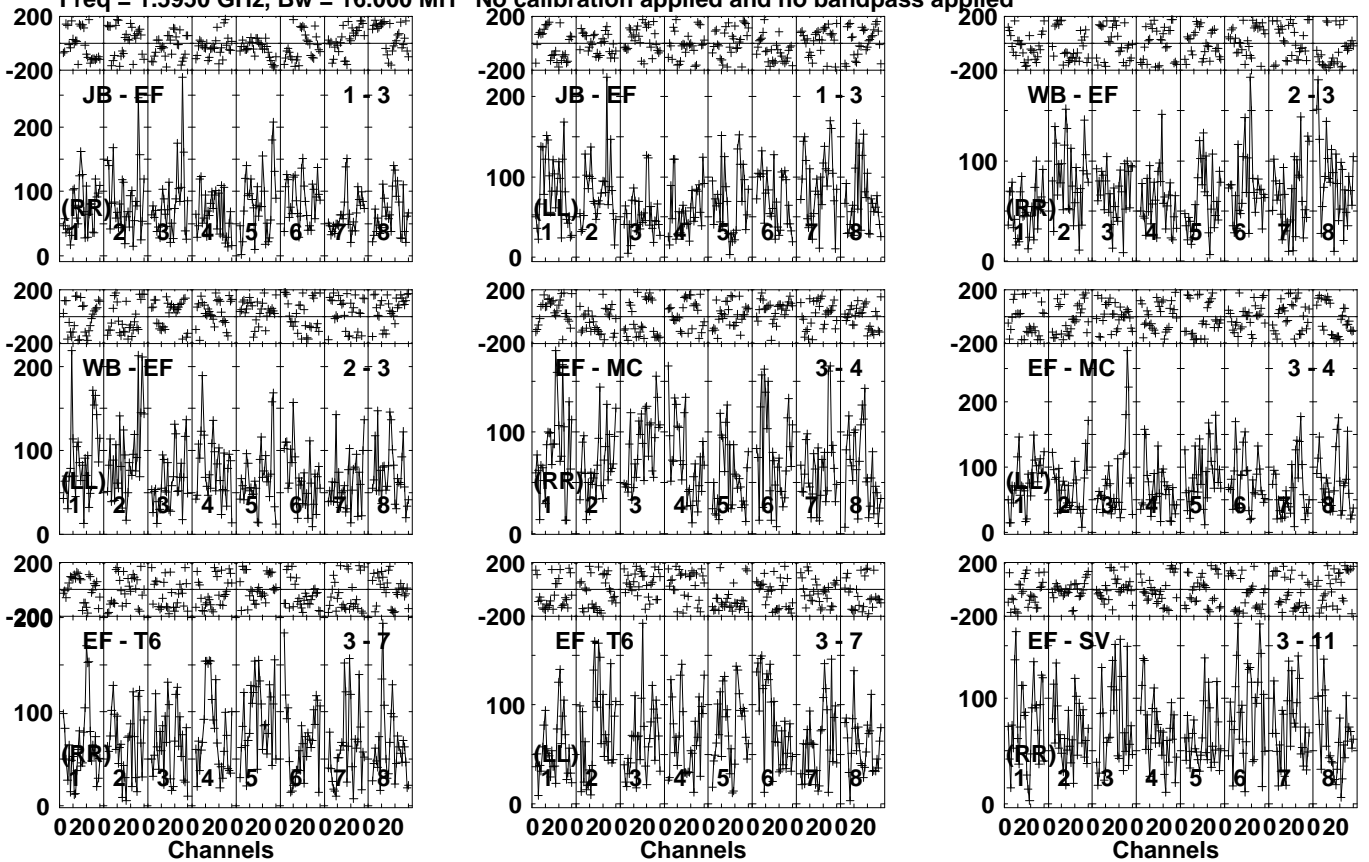 Freq = 1.5950 GHz, Bw = 16.000 MH No calibration applied and no bandpass applied
200 200 200
-200 -200 -200
JB - EF 1 - 3 JB - EF 1 - 3 WB - EF 2 - 3
200 200
100 100 100
(RR) (LL) (RR)
1 2 3 4 5 6 7 8 1 2 3 4 5 6 7 8 1 2 3 4 5 6 7 8
0 0 0
200 200 200
-200 -200 -200
WB - EF 2 - 3 EF - MC 3 - 4 EF - MC 3 - 4
200 200
100 100 100
(LL) (RR) (LL)
1 2 3 4 5 6 7 8 1 2 3 4 5 6 7 8 1 2 3 4 5 6 7 8
0 0 0
200 200 200
-200 -200 -200
200
EF - T6 3 - 7 EF - T6 3 - 7 EF - SV 3 - 11
100 100 100
(RR) (LL) (RR)
1 2 3 4 5 6 7 8 1 2 3 4 5 6 7 8 1 2 3 4 5 6 7 8
0 0 0
0 20 0 20 0 20 0 20 0 20 0 20 0 20 0 20 0 20 0 20 0 20 0 20 0 20 0 20 0 20 0 20 0 20 0 20 0 20 0 20 0 20 0 20 0 20 0 20
Channels Channels Channels